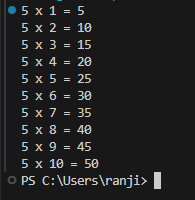 5 x 1 = 5
5 x 2 = 10
5 x 3 = 15
5 x 4 = 20
5 x 5 = 25
5 x 6 = 30
5 x 7 = 35
5 x 8 = 40
5 x 9 = 45
5 x 10 = 50
PS C:\Users\ranji>